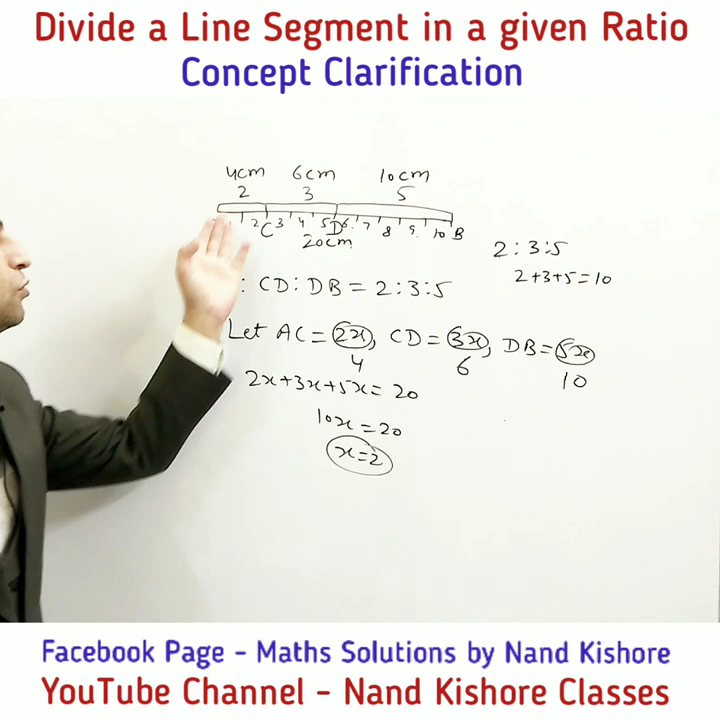 Divide a Line Segment in a given Ratio
Concept Clarification
4cm 6cm 10cm
2 3 5
2 C 3 4 5 D 6 7 8 9 10 B
20cm
2:3:5
2+3+5=10
: CD:DB = 2:3:5
Let AC = 2x, CD = 3x, DB = 5x
4 6 10
2x+3x+5x = 20
10x = 20
x=2
Facebook Page - Maths Solutions by Nand Kishore
YouTube Channel - Nand Kishore Classes